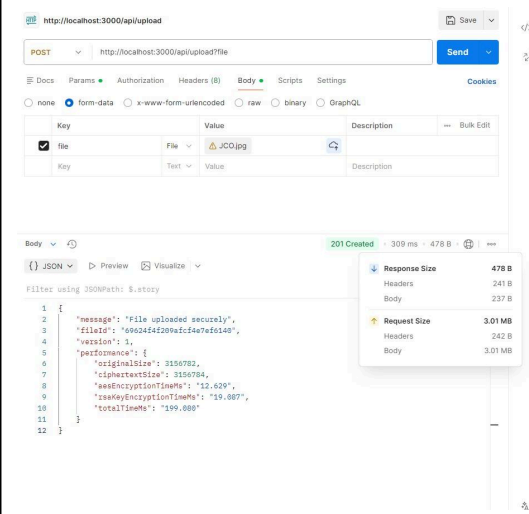 http://localhost:3000/api/upload
Save
POST
http://localhost:3000/api/upload?file
Send
Docs Params Authorization Headers (8) Body Scripts Settings Cookies
none form-data x-www-form-urlencoded raw binary GraphQL
Key Value Description Bulk Edit
file File JCO.jpg
Key Text Value Description
Body 201 Created 309 ms 478 B
{} JSON Preview Visualize
Filter using JSONPath: $.story
Response Size 478 B
Headers 241 B
Body 237 B
Request Size 3.01 MB
Headers 242 B
Body 3.01 MB
1 {
2 "message": "File uploaded securely",
3 "fileId": "69624f4f209afcf4e7ef6140",
4 "version": 1,
5 "performance": {
6 "originalSize": 3156782,
7 "ciphertextSize": 3156784,
8 "aesEncryptionTimeMs": "12.629",
9 "rsaKeyEncryptionTimeMs": "19.087",
10 "totalTimeMs": "199.080"
11 }
12 }